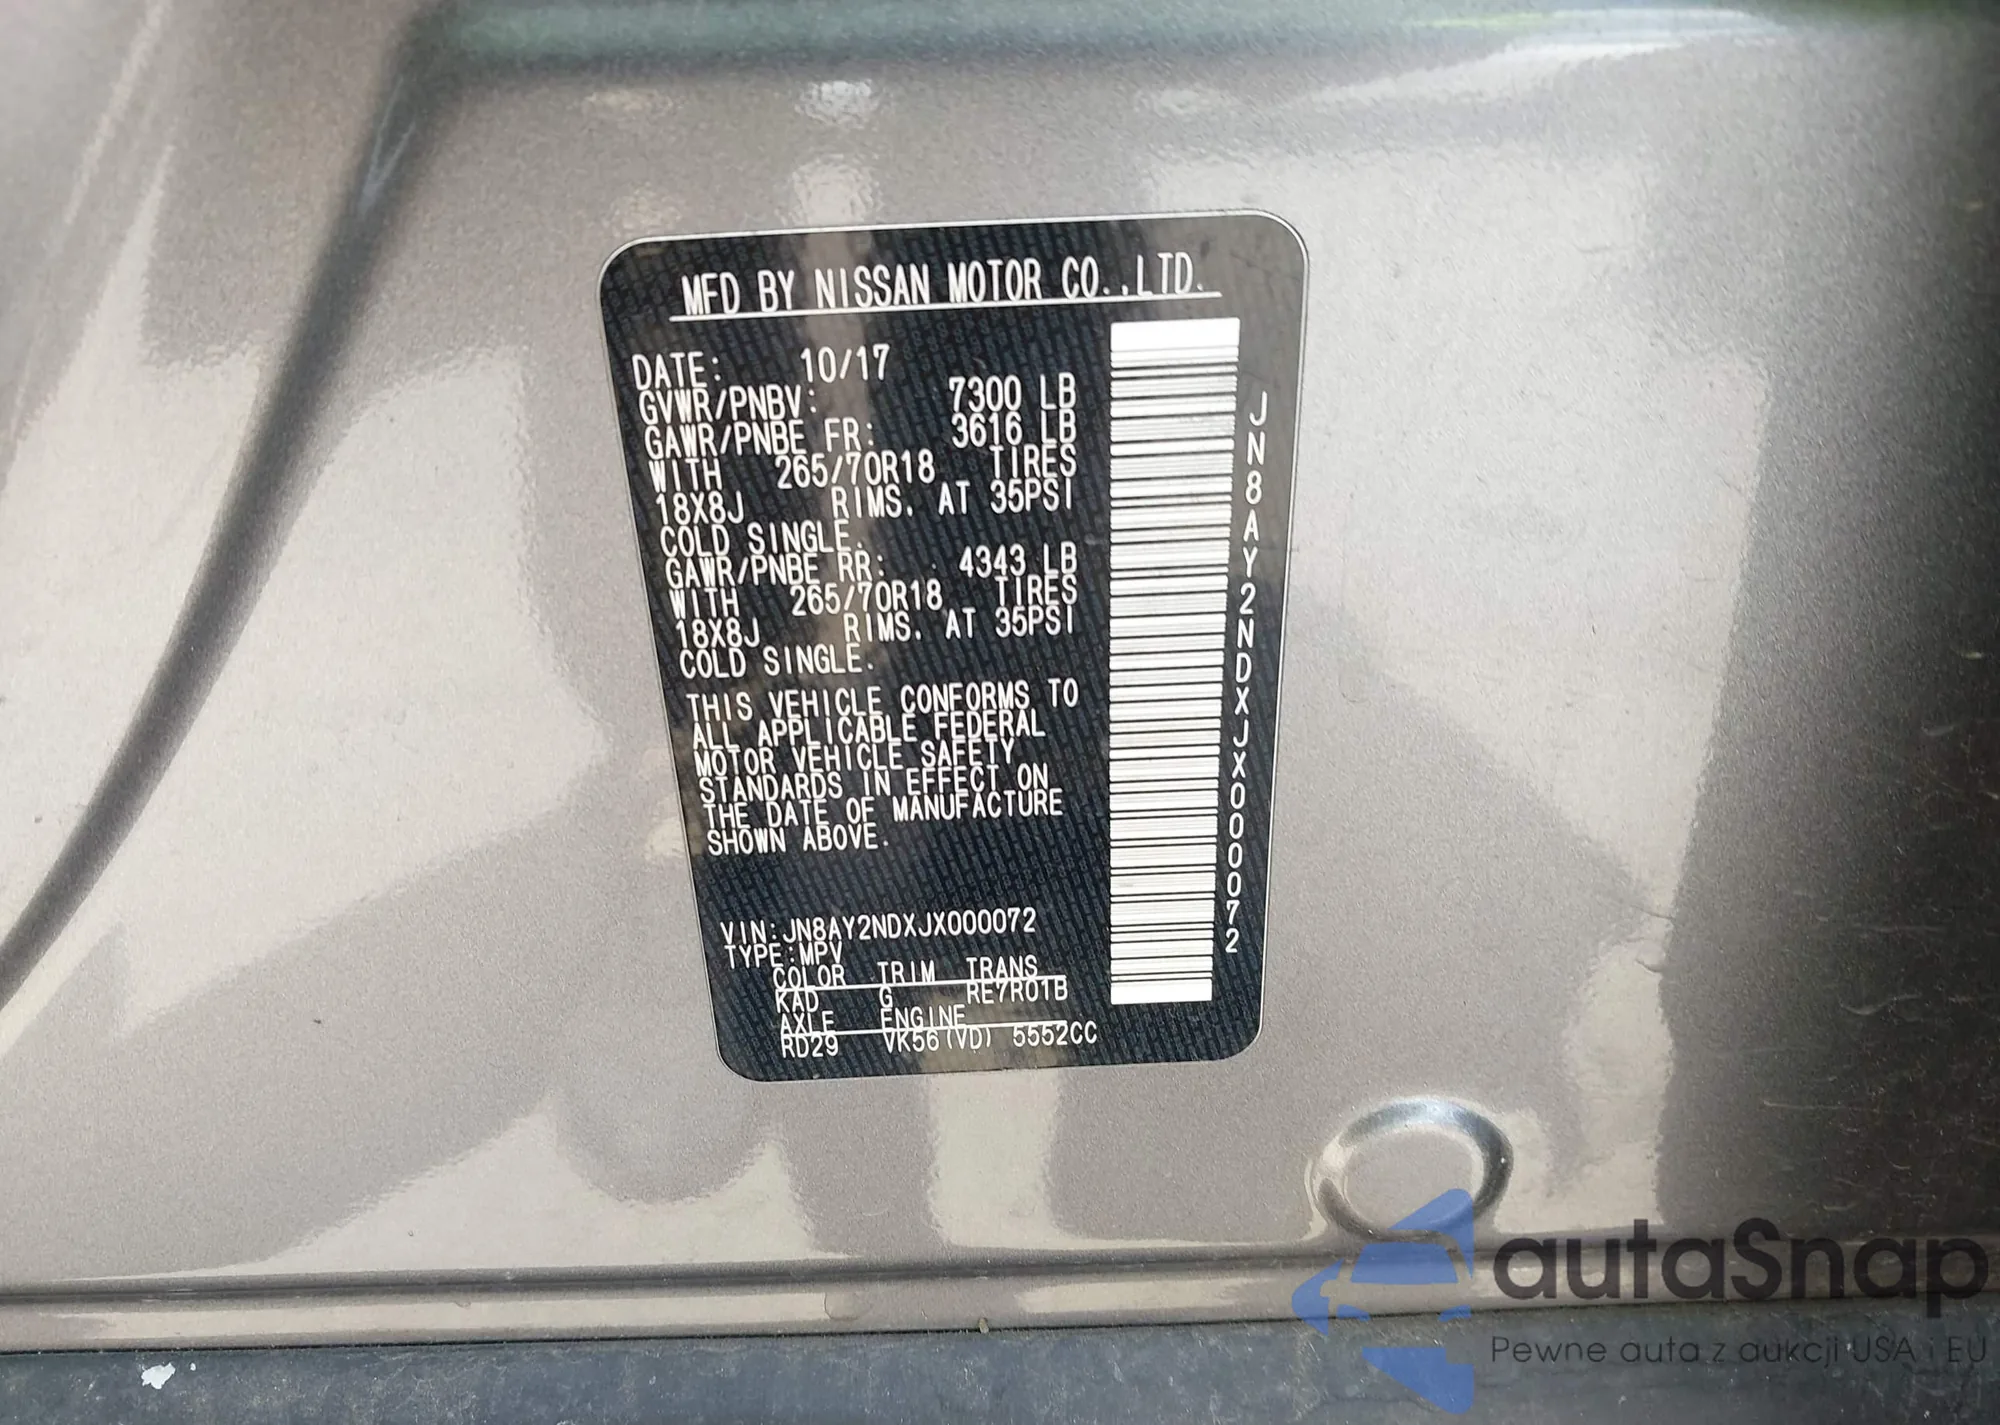 MFD BY NISSAN MOTOR CO.,LTD.
DATE: 10/17
GVWR/PNBV: 7300 LB
GAWR/PNBE FR: 3616 LB
WITH 265/70R18 TIRES
18X8J RIMS. AT 35PSI
COLD SINGLE.
GAWR/PNBE RR: 4343 LB
WITH 265/70R18 TIRES
18X8J RIMS. AT 35PSI
COLD SINGLE.
THIS VEHICLE CONFORMS TO
ALL APPLICABLE FEDERAL
MOTOR VEHICLE SAFETY
STANDARDS IN EFFECT ON
THE DATE OF MANUFACTURE
SHOWN ABOVE.
VIN:JN8AY2NDXJX000072
TYPE:MPV
COLOR TRIM TRANS
KAD G RE7R01B
AXLE ENGINE
RD29 VK56(VD) 5552CC
JN8AY2NDXJX000072
autaSnap
Pewne auta z aukcji USA i EU